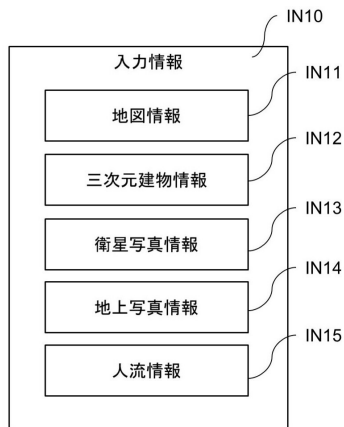 IN10
入力情報
IN11
地図情報
IN12
三次元建物情報
IN13
衛星写真情報
IN14
地上写真情報
IN15
人流情報